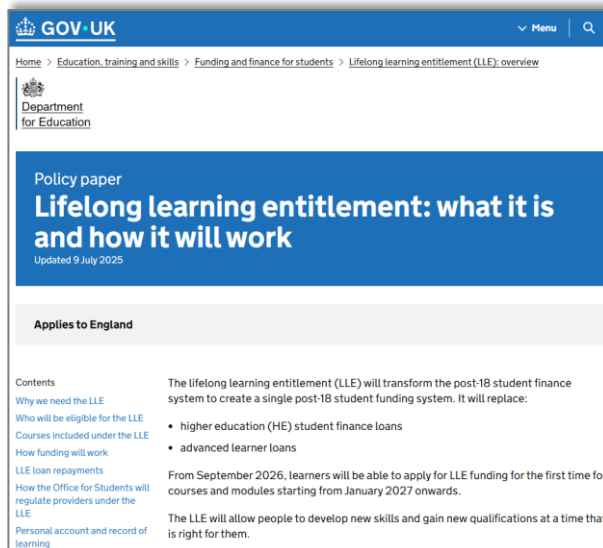 GOV·UK
Menu
Home > Education, training and skills > Funding and finance for students > Lifelong learning entitlement (LLE): overview
Department
for Education
Policy paper
Lifelong learning entitlement: what it is
and how it will work
Updated 9 July 2025
Applies to England
Contents
Why we need the LLE
Who will be eligible for the LLE
Courses included under the LLE
How funding will work
LLE loan repayments
How the Office for Students will
regulate providers under the
LLE
Personal account and record of
learning
The lifelong learning entitlement (LLE) will transform the post-18 student finance
system to create a single post-18 student funding system. It will replace:
• higher education (HE) student finance loans
• advanced learner loans
From September 2026, learners will be able to apply for LLE funding for the first time fo
courses and modules starting from January 2027 onwards.
The LLE will allow people to develop new skills and gain new qualifications at a time that
is right for them.